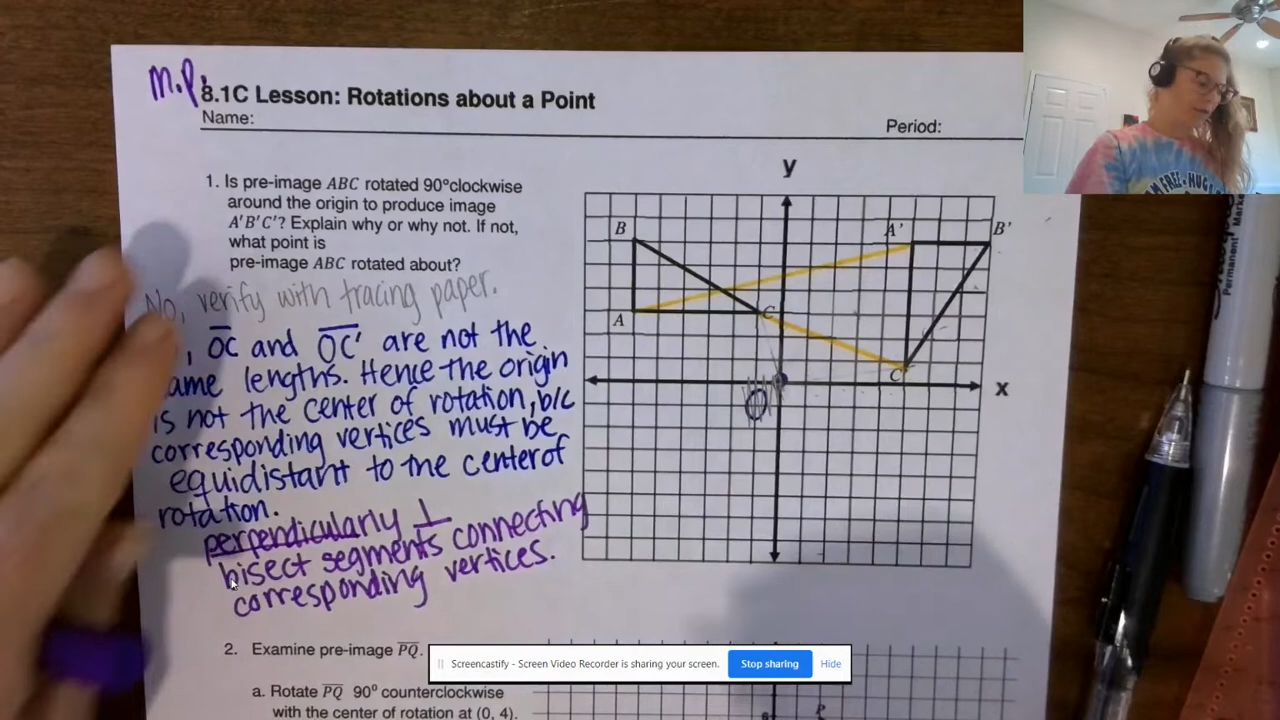 M.P.
8.1C Lesson: Rotations about a Point
Name:
Period:
1. Is pre-image ABC rotated 90°clockwise
around the origin to produce image
A'B'C'? Explain why or why not. If not,
what point is
pre-image ABC rotated about?
No, verify with tracing paper.
, OC and OC' are not the
ame lengths. Hence the origin
is not the center of rotation, b/c
corresponding vertices must be
equidistant to the center of
rotation.
perpendicularly ⊥
bisect segments connecting
corresponding vertices.
y
B
A'
B'
A
C
C'
x
O
2. Examine pre-image PQ.
a. Rotate PQ 90° counterclockwise
with the center of rotation at (0, 4).
P
Screencastify - Screen Video Recorder is sharing your screen.
Stop sharing
Hide
Permanent